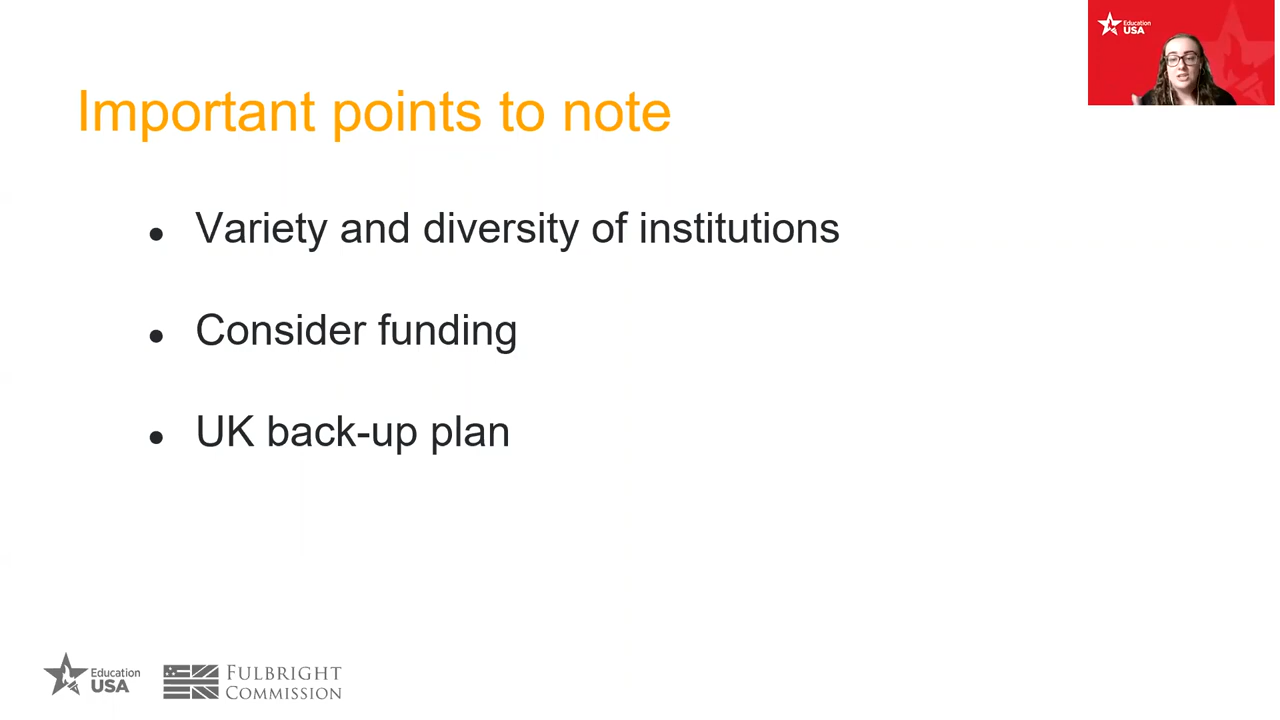 Education
USA
Important points to note
● Variety and diversity of institutions
● Consider funding
● UK back-up plan
Education
USA
FULBRIGHT
COMMISSION